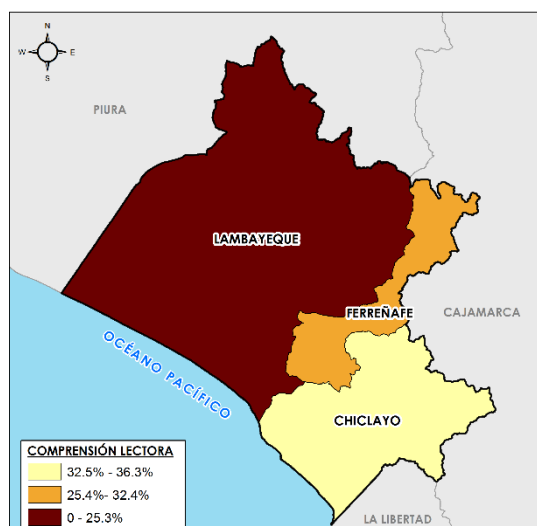 N
W E
S
PIURA
LAMBAYEQUE
FERREÑAFE
CAJAMARCA
OCÉANO PACÍFICO
CHICLAYO
COMPRENSIÓN LECTORA
32.5% - 36.3%
25.4%- 32.4%
0 - 25.3%
LA LIBERTAD